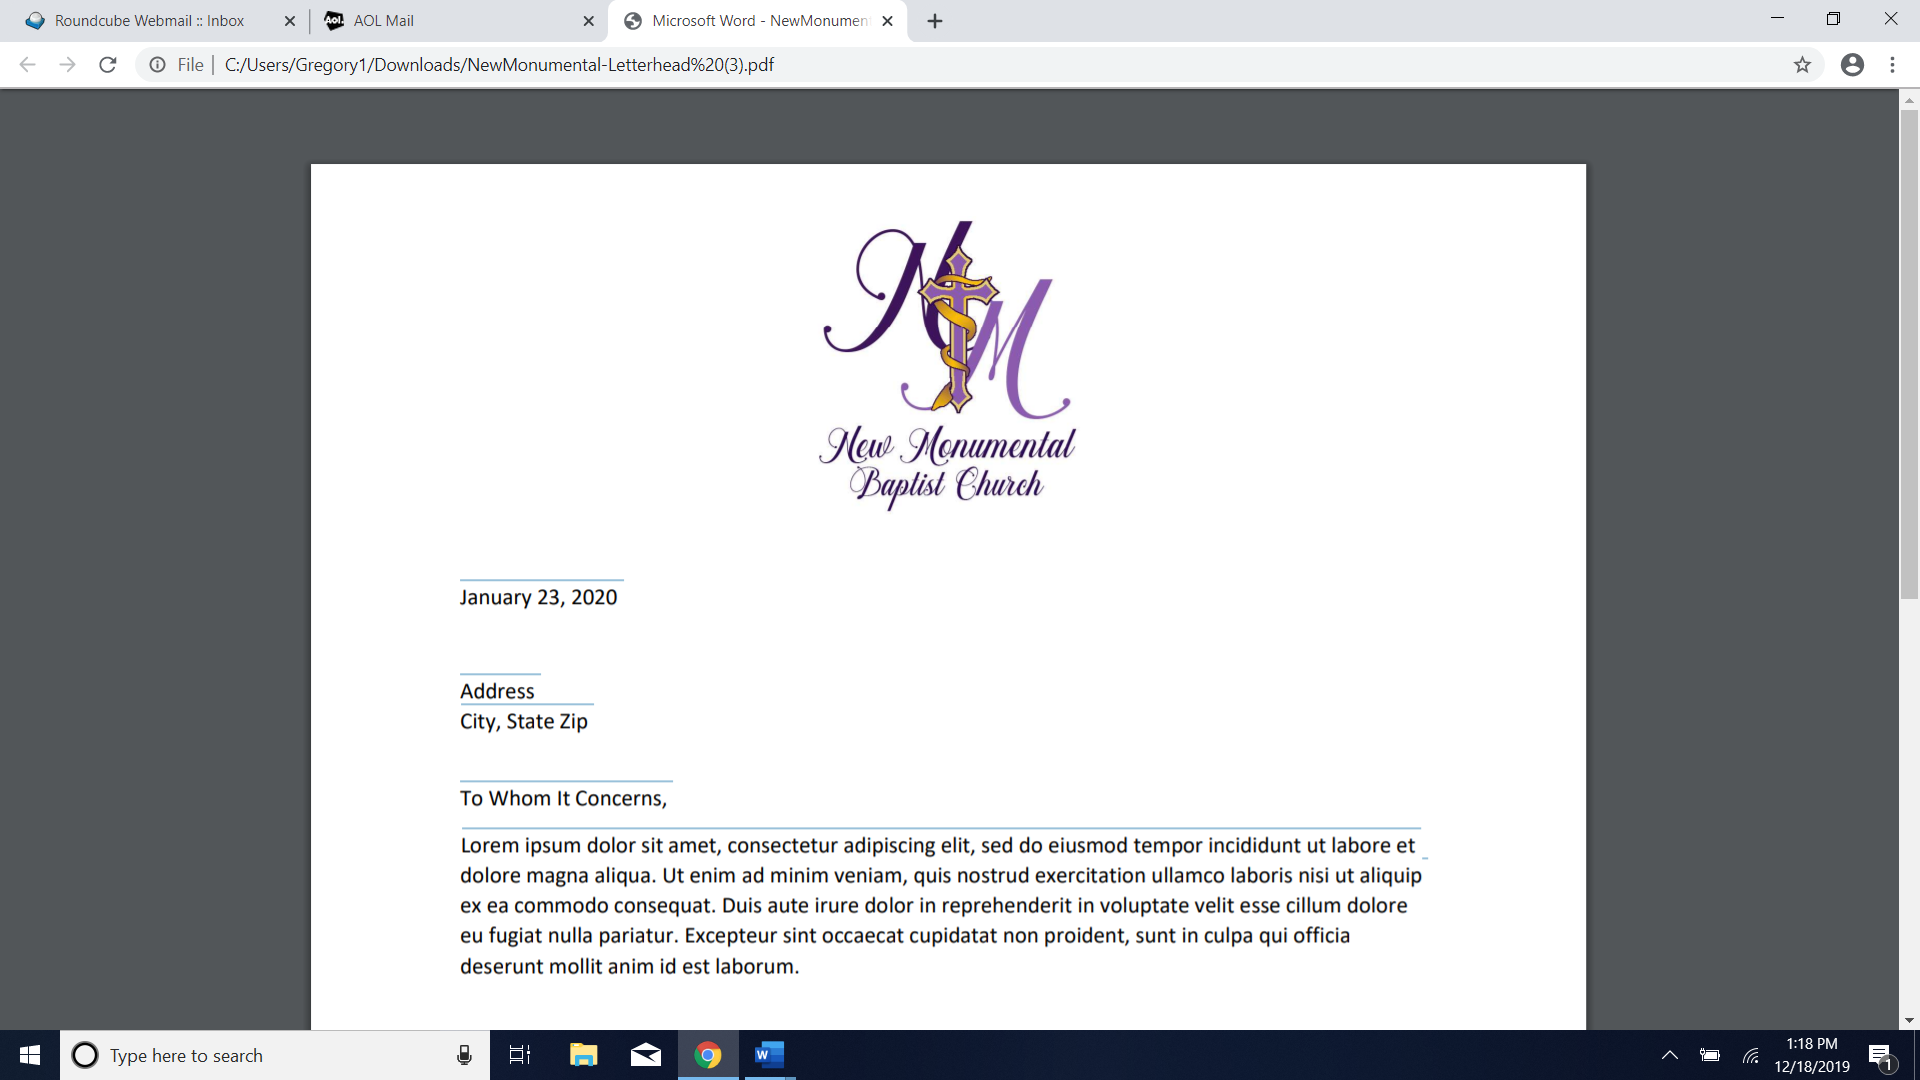 Roundcube Webmail :: Inbox
AOL Mail
Microsoft Word - NewMonumen
File
C:/Users/Gregory1/Downloads/NewMonumental-Letterhead%20(3).pdf
NM
New Monumental
Baptist Church
January 23, 2020
Address
City, State Zip
To Whom It Concerns,
Lorem ipsum dolor sit amet, consectetur adipiscing elit, sed do eiusmod tempor incididunt ut labore et
dolore magna aliqua. Ut enim ad minim veniam, quis nostrud exercitation ullamco laboris nisi ut aliquip
ex ea commodo consequat. Duis aute irure dolor in reprehenderit in voluptate velit esse cillum dolore
eu fugiat nulla pariatur. Excepteur sint occaecat cupidatat non proident, sunt in culpa qui officia
deserunt mollit anim id est laborum.
Type here to search
1:18 PM
12/18/2019
1